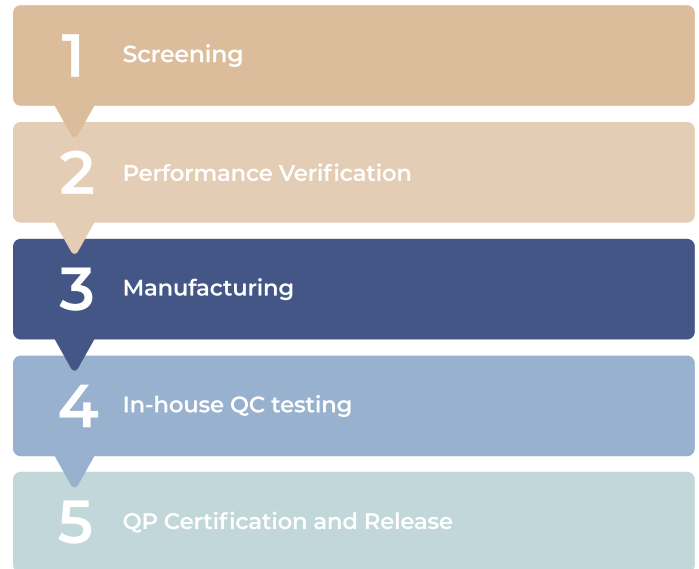 1 Screening
2 Performance Verification
3 Manufacturing
4 In-house QC testing
5 QP Certification and Release